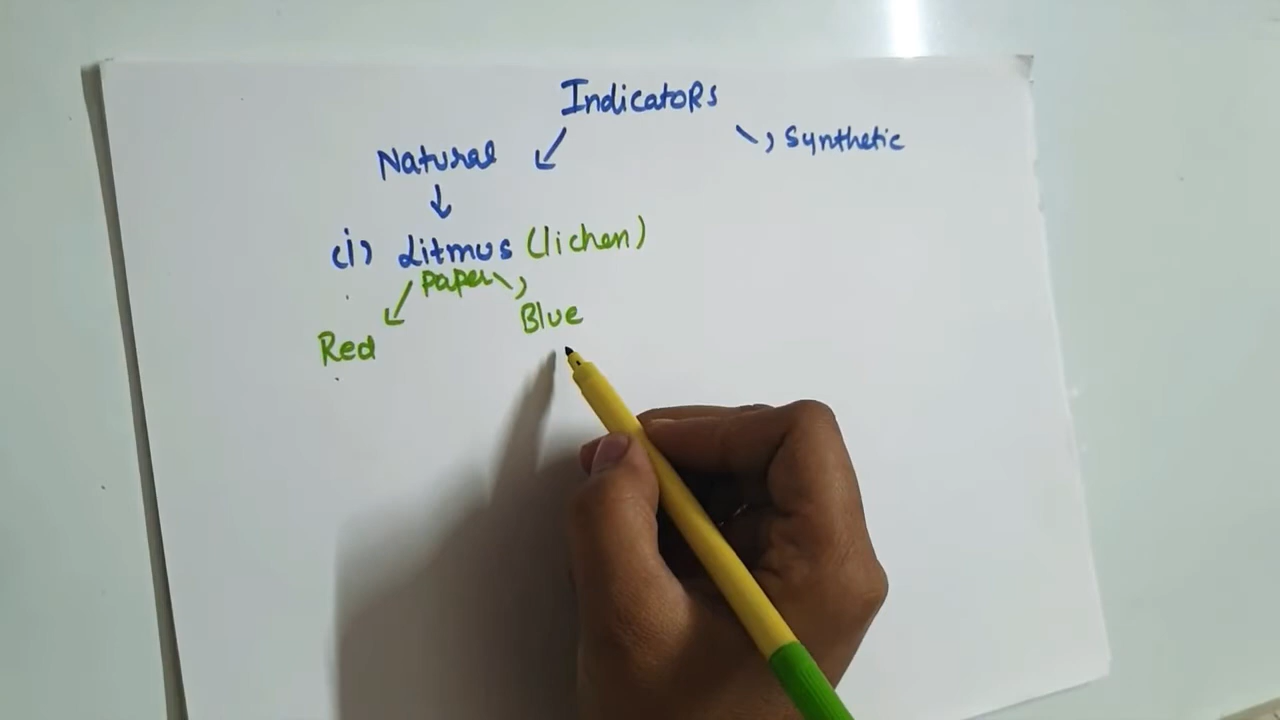 Indicators
Natural
Synthetic
(i) Litmus (lichen)
paper
Blue
Red